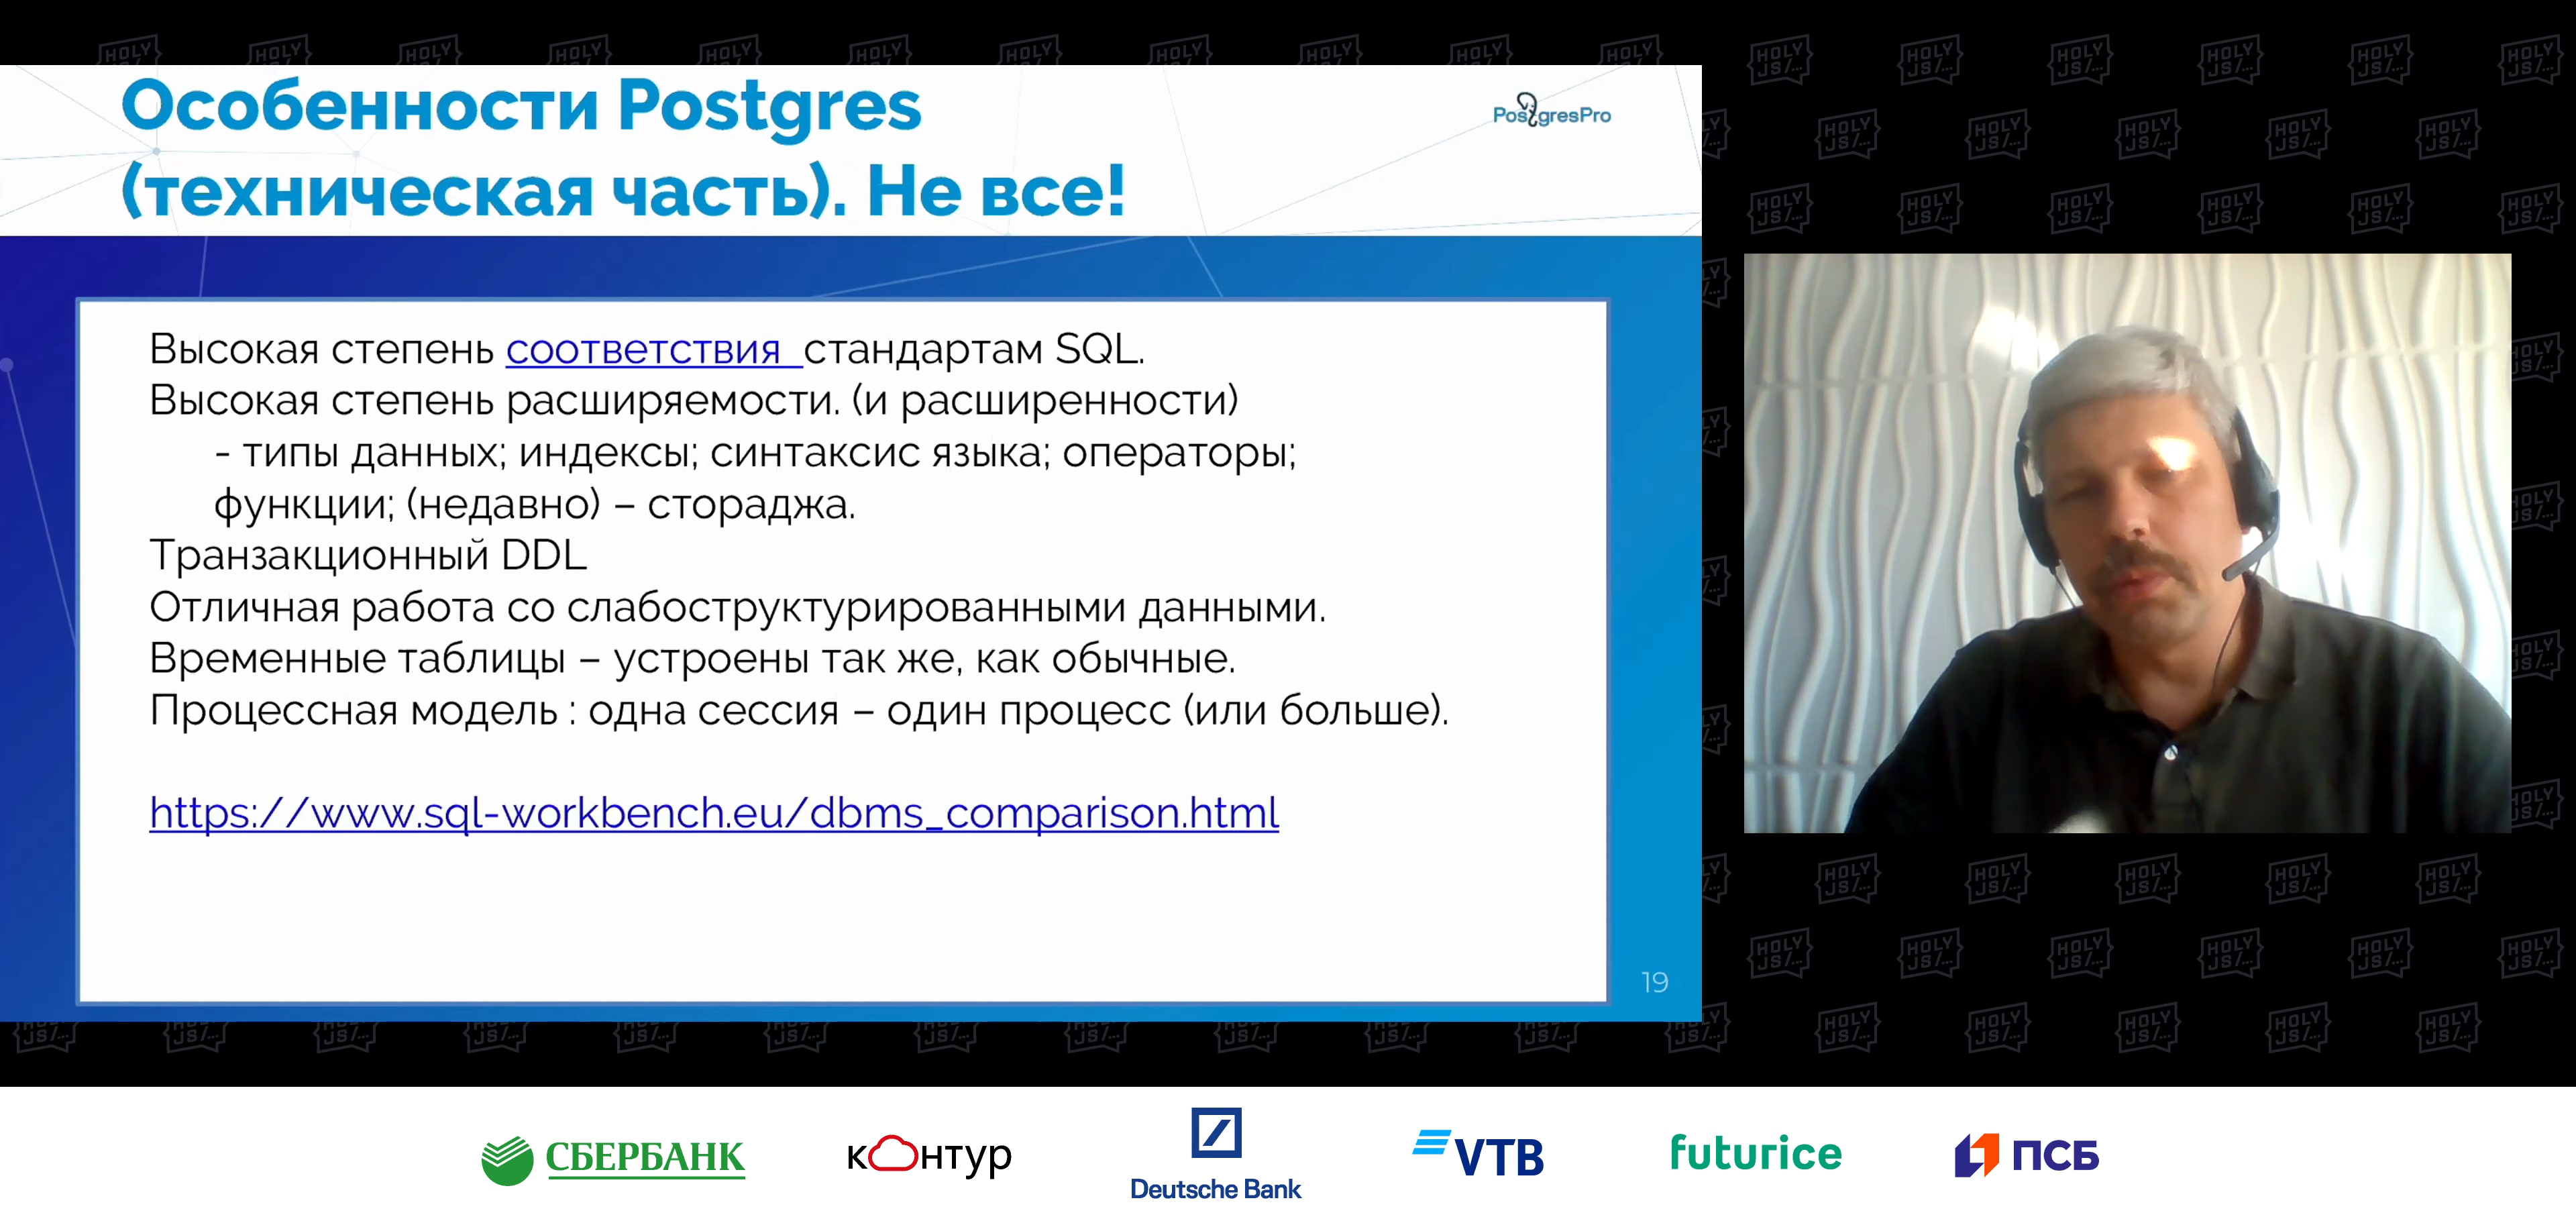 Особенности Postgres
(техническая часть). Не все!
PostgresPro
Высокая степень соответствия стандартам SQL.
Высокая степень расширяемости. (и расширенности)
- типы данных; индексы; синтаксис языка; операторы;
функции; (недавно) – стораджа.
Транзакционный DDL
Отличная работа со слабоструктурированными данными.
Временные таблицы – устроены так же, как обычные.
Процессная модель : одна сессия – один процесс (или больше).
https://www.sql-workbench.eu/dbms_comparison.html
19
HOLY
JS/...
СБЕРБАНК
контур
Deutsche Bank
VTB
futurice
ПСБ